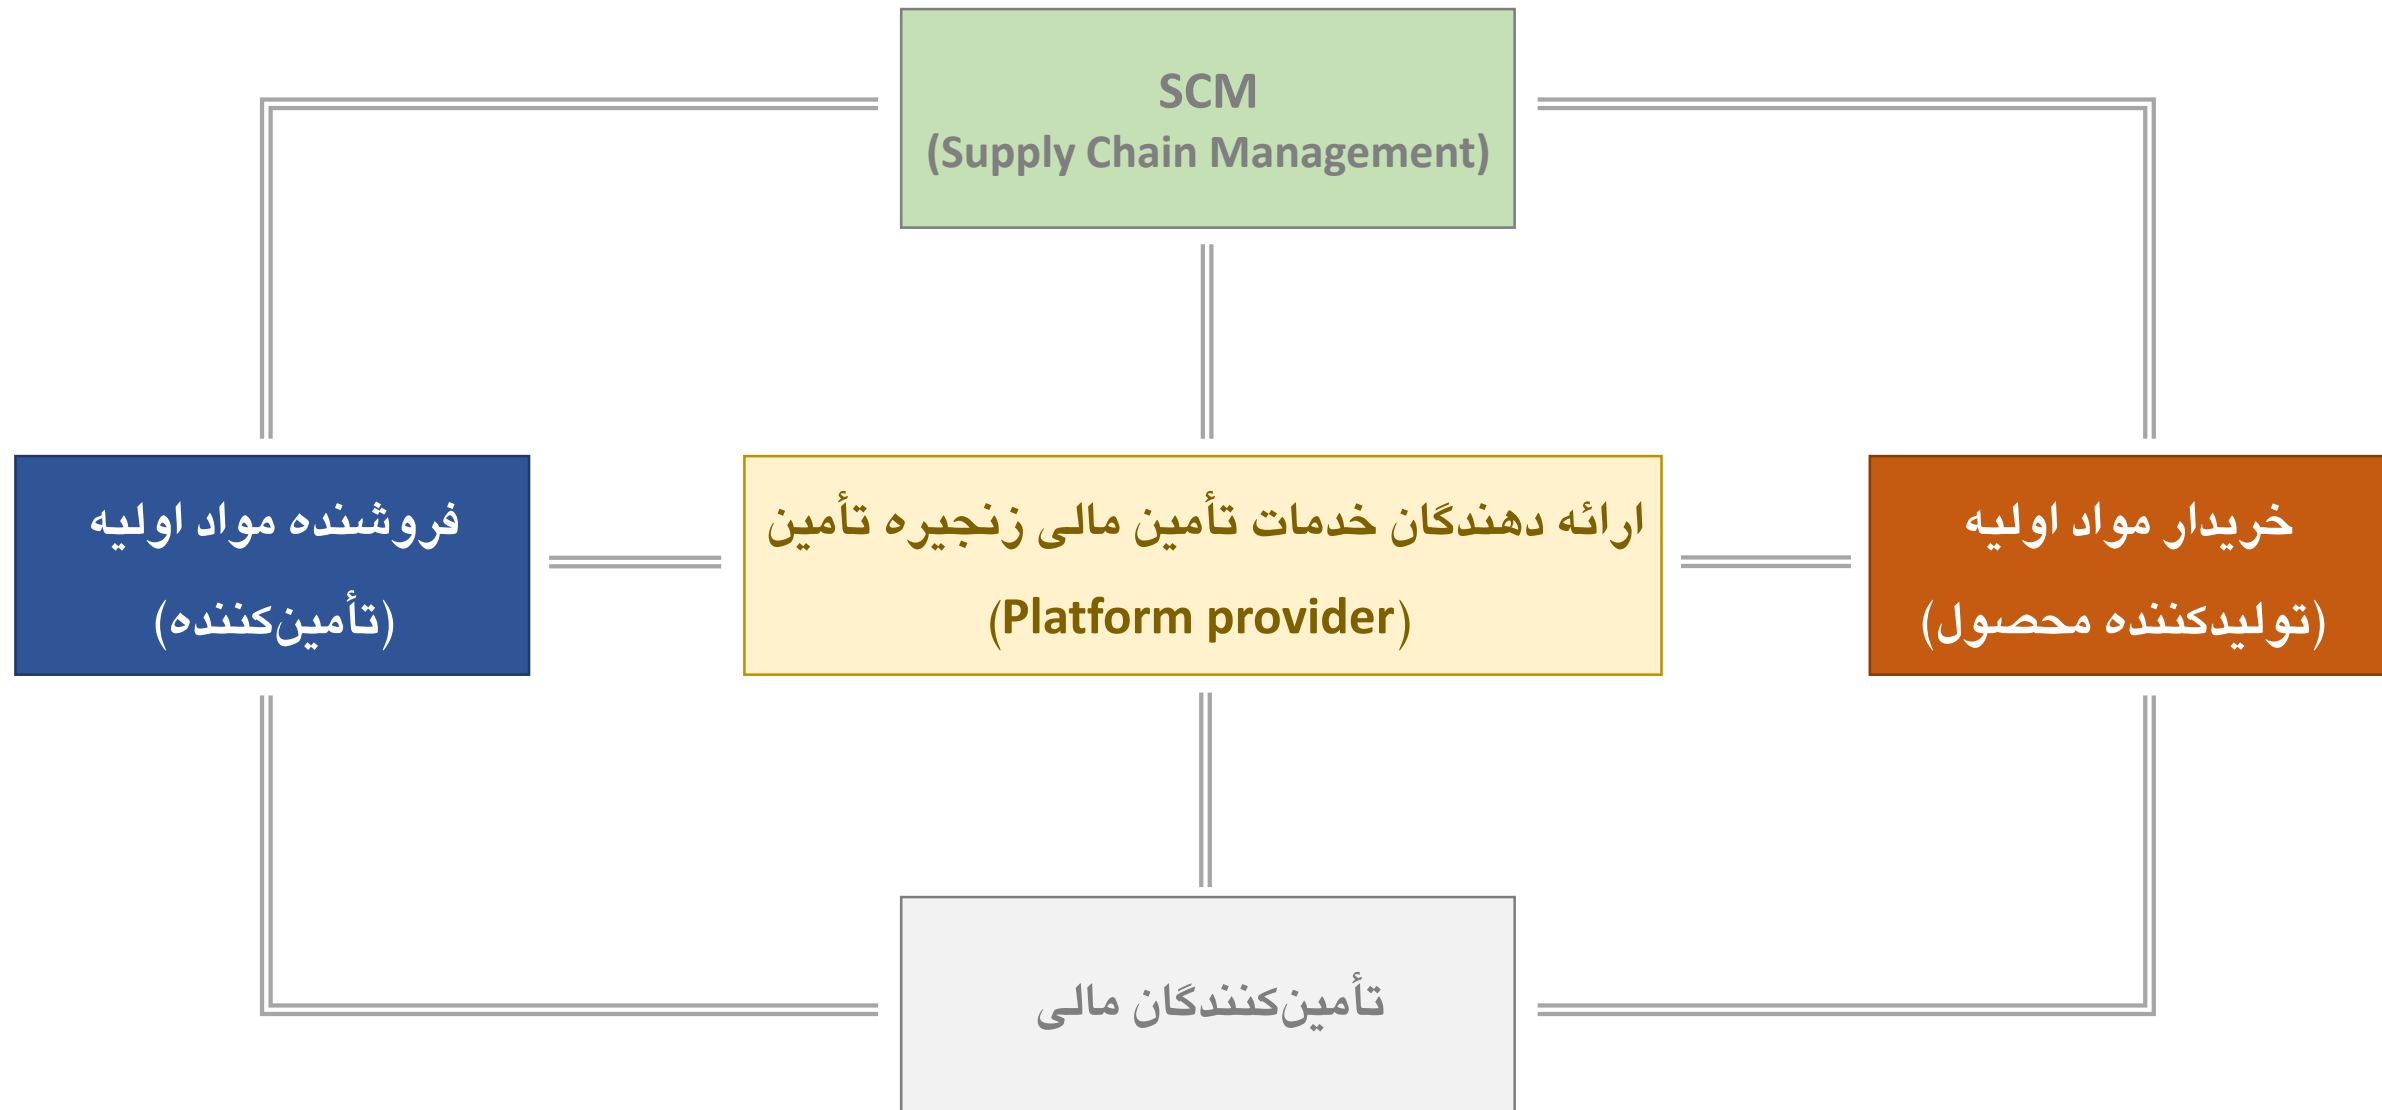 SCM
(Supply Chain Management)
خریدار مواد اولیه
(تولیدکننده محصول)
ارائه دهندگان خدمات تأمین مالی زنجیره تأمین
(Platform provider)
فروشنده مواد اولیه
(تأمین‌کننده)
تأمین‌کنندگان مالی